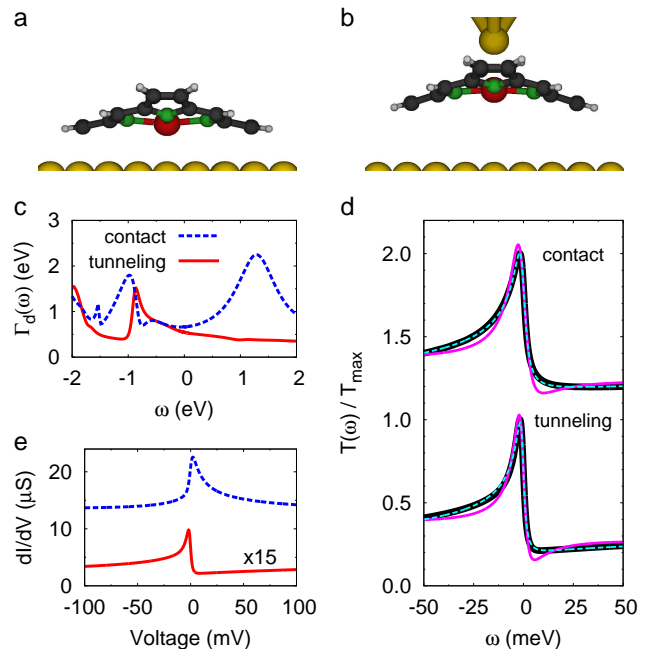 a
b
c
contact
tunneling
Γd(ω) (eV)
3
2
1
0
-2
-1
0
1
2
ω (eV)
d
contact
tunneling
T(ω) / Tmax
2.0
1.5
1.0
0.5
0.0
-50
-25
0
25
50
ω (meV)
e
x15
dI/dV (μS)
20
10
0
-100
-50
0
50
100
Voltage (mV)